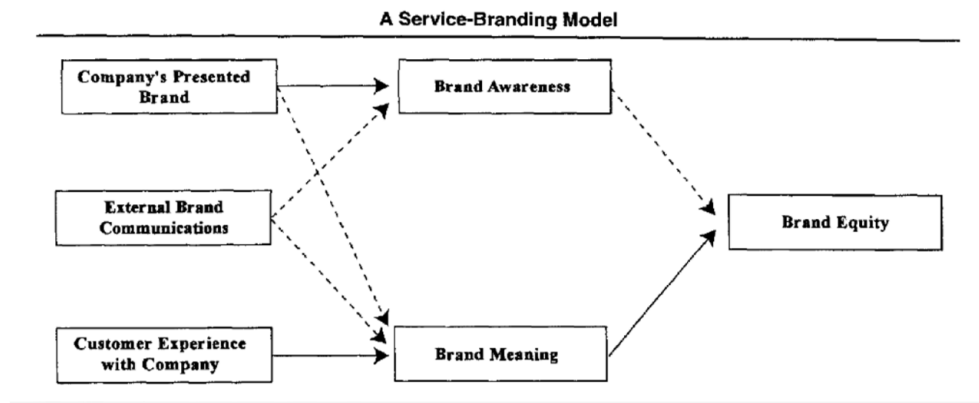 A Service-Branding Model
Company's Presented
Brand
Brand Awareness
External Brand
Communications
Brand Equity
Customer Experience
with Company
Brand Meaning